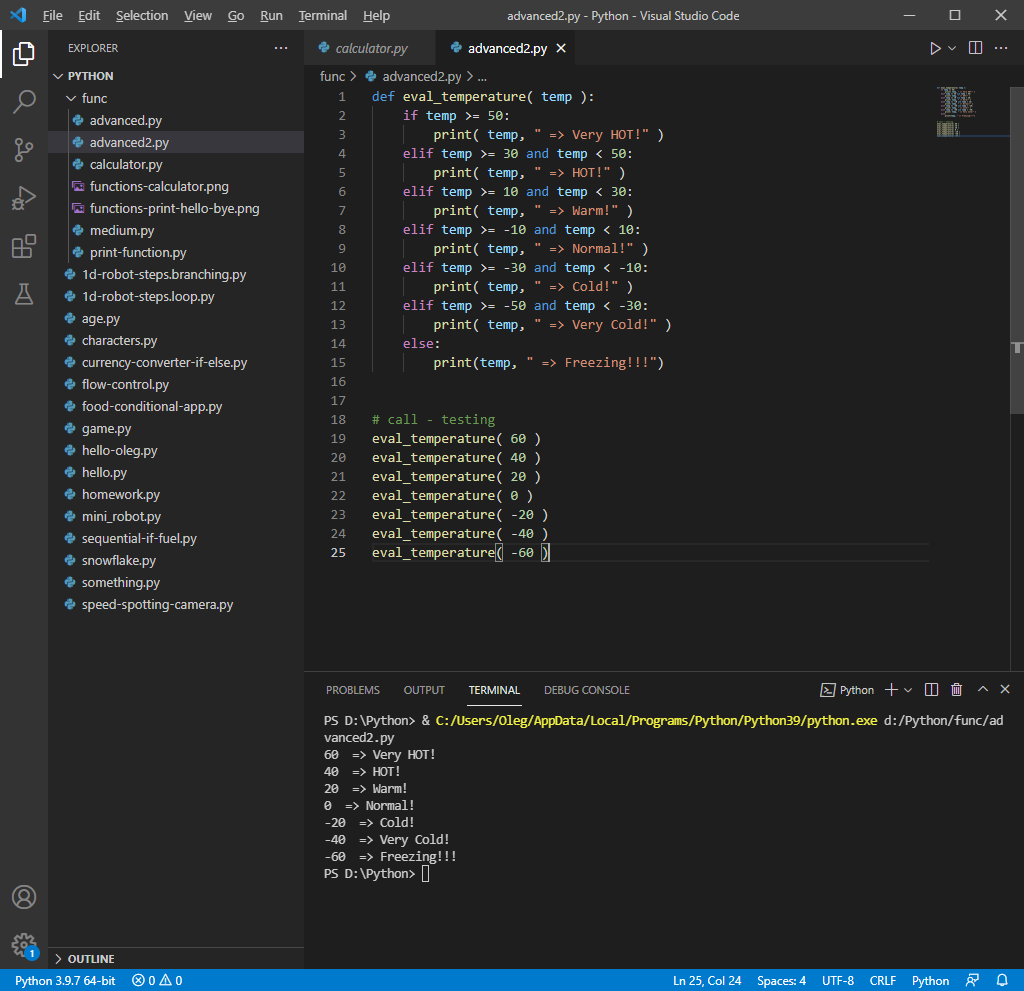 File Edit Selection View Go Run Terminal Help advanced2.py - Python - Visual Studio Code
EXPLORER
PYTHON
func
advanced.py
advanced2.py
calculator.py
functions-calculator.png
functions-print-hello-bye.png
medium.py
print-function.py
1d-robot-steps.branching.py
1d-robot-steps.loop.py
age.py
characters.py
currency-converter-if-else.py
flow-control.py
food-conditional-app.py
game.py
hello-oleg.py
hello.py
homework.py
mini_robot.py
sequential-if-fuel.py
snowflake.py
something.py
speed-spotting-camera.py
OUTLINE
calculator.py advanced2.py
func > advanced2.py > ...
1 def eval_temperature( temp ):
2     if temp >= 50:
3         print( temp, " => Very HOT!" )
4     elif temp >= 30 and temp < 50:
5         print( temp, " => HOT!" )
6     elif temp >= 10 and temp < 30:
7         print( temp, " => Warm!" )
8     elif temp >= -10 and temp < 10:
9         print( temp, " => Normal!" )
10     elif temp >= -30 and temp < -10:
11         print( temp, " => Cold!" )
12     elif temp >= -50 and temp < -30:
13         print( temp, " => Very Cold!" )
14     else:
15         print(temp, " => Freezing!!!")
16
17
18 # call - testing
19 eval_temperature( 60 )
20 eval_temperature( 40 )
21 eval_temperature( 20 )
22 eval_temperature( 0 )
23 eval_temperature( -20 )
24 eval_temperature( -40 )
25 eval_temperature( -60 )
PROBLEMS OUTPUT TERMINAL DEBUG CONSOLE Python
PS D:\Python> & C:/Users/Oleg/AppData/Local/Programs/Python/Python39/python.exe d:/Python/func/ad
vanced2.py
60  => Very HOT!
40  => HOT!
20  => Warm!
0  => Normal!
-20  => Cold!
-40  => Very Cold!
-60  => Freezing!!!
PS D:\Python>
1
Python 3.9.7 64-bit 0 0 Ln 25, Col 24 Spaces: 4 UTF-8 CRLF Python